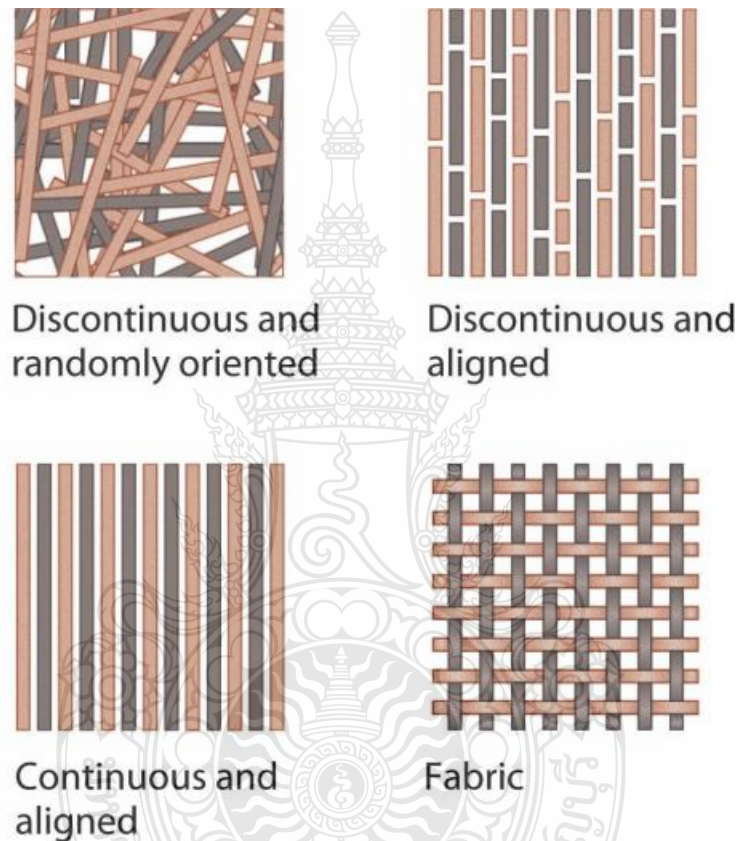 Discontinuous and
randomly oriented
Discontinuous and
aligned
Continuous and
aligned
Fabric